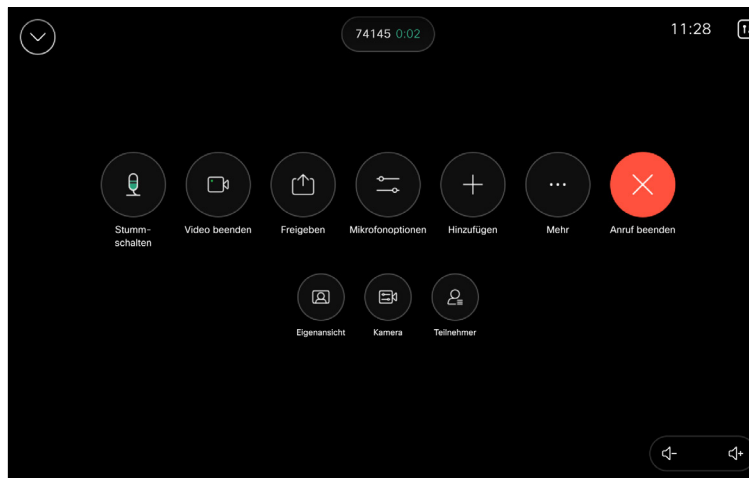 74145 0:02
11:28
Stumm-
schalten
Video beenden
Freigeben
Mikrofonoptionen
Hinzufügen
Mehr
Anruf beenden
Eigenansicht
Kamera
Teilnehmer